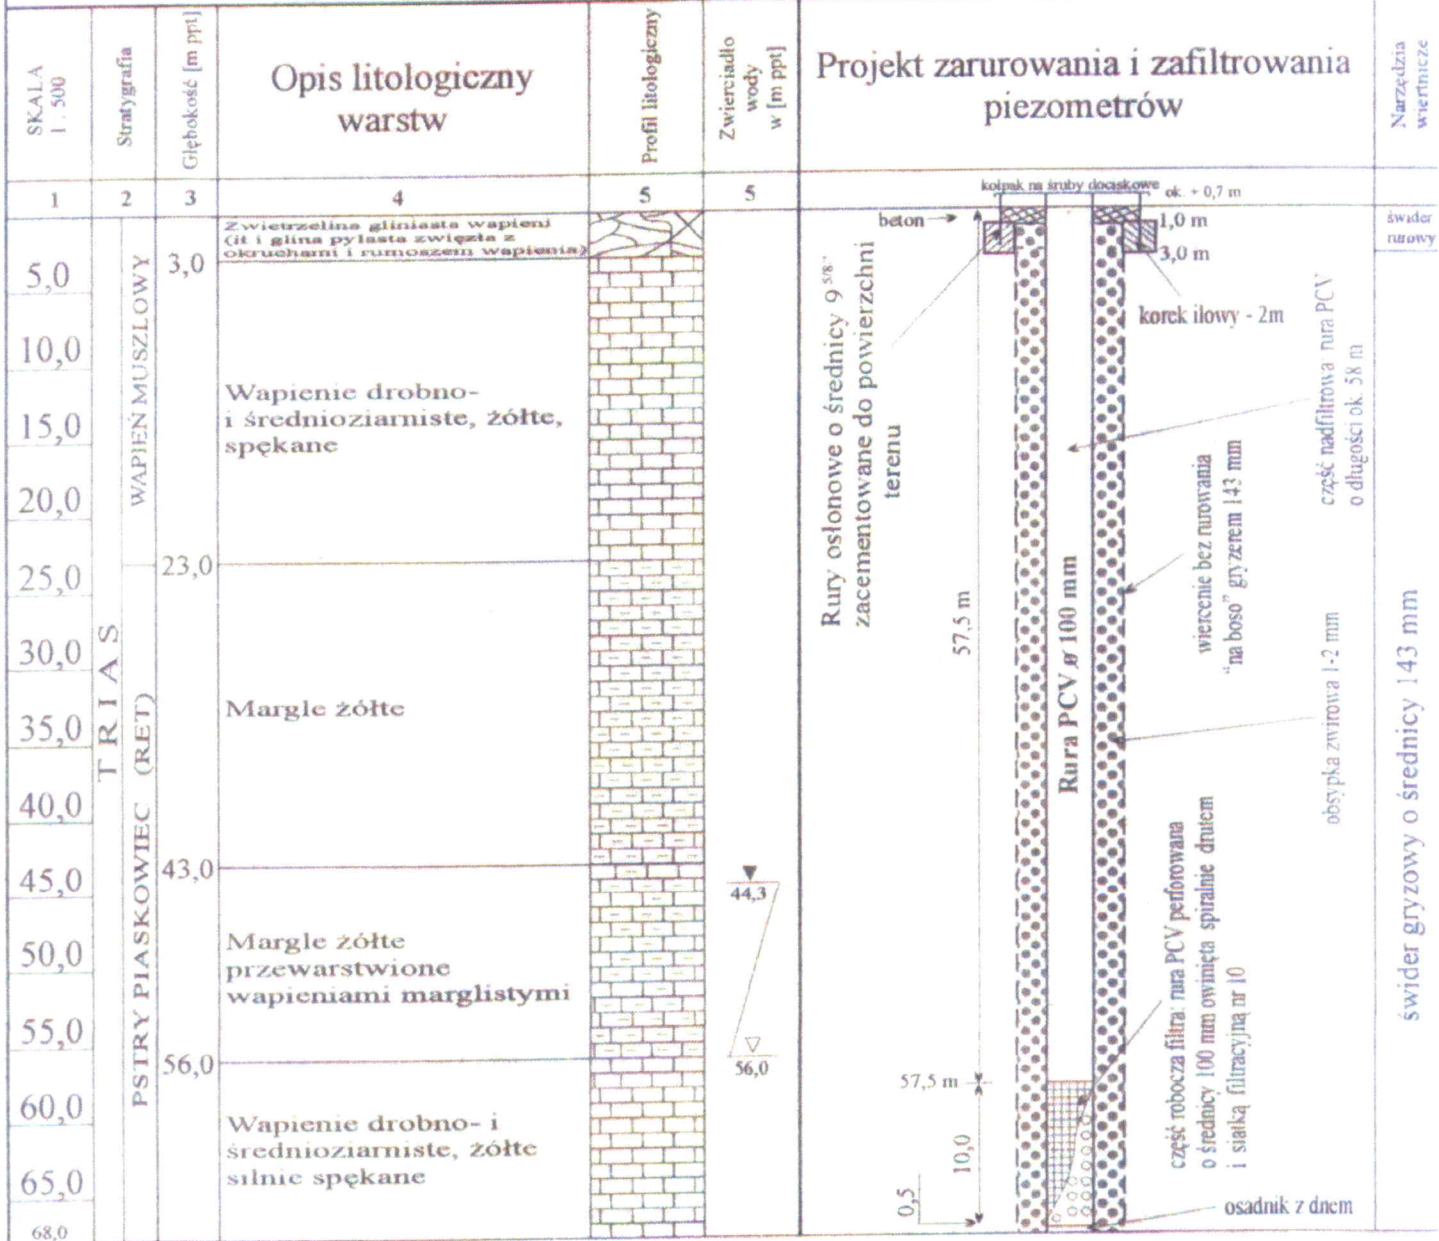 SKALA
1 : 500
Stratygrafia
Głębokość [m ppt]
Opis litologiczny
warstw
Profil litologiczny
Zwierciadło
wody
w [m ppt]
Projekt zarurowania i zafiltrowania
piezometrów
Narzędzia
wiertnicze
1
2
3
4
5
5
5,0
10,0
15,0
20,0
25,0
30,0
35,0
40,0
45,0
50,0
55,0
60,0
65,0
68,0
TRIAS
WAPIEŃ MUSZLOWY
PSTRY PIASKOWIEC (RET)
3,0
23,0
43,0
56,0
Zwietrzelina gliniasta wapieni
(ił i glina pylasta zwięzła z
okruchami i rumoszem wapienia)
Wapienie drobno-
i średnioziarniste, żółte,
spękane
Margle żółte
Margle żółte
przewarstwione
wapieniami marglistymi
Wapienie drobno- i
średnioziarniste, żółte
silnie spękane
44,3
56,0
kołpak na śruby dociskowe
ok. + 0,7 m
beton
1,0 m
3,0 m
korek iłowy - 2m
Rury osłonowe o średnicy 9 5/8"
zacementowane do powierzchni
terenu
57,5 m
Rura PCV ø 100 mm
część nadfiltrowa: rura PCV
o długości ok. 58 m
wiercenie bez rurowania
"na boso" gryzerem 143 mm
obsypka żwirowa 1-2 mm
część robocza filtra: rura PCV perforowana
o średnicy 100 mm owinięta spiralnie drutem
i siatką filtracyjną nr 10
57,5 m
10,0
0,5
osadnik z dnem
świder
rurowy
świder gryzowy o średnicy 143 mm